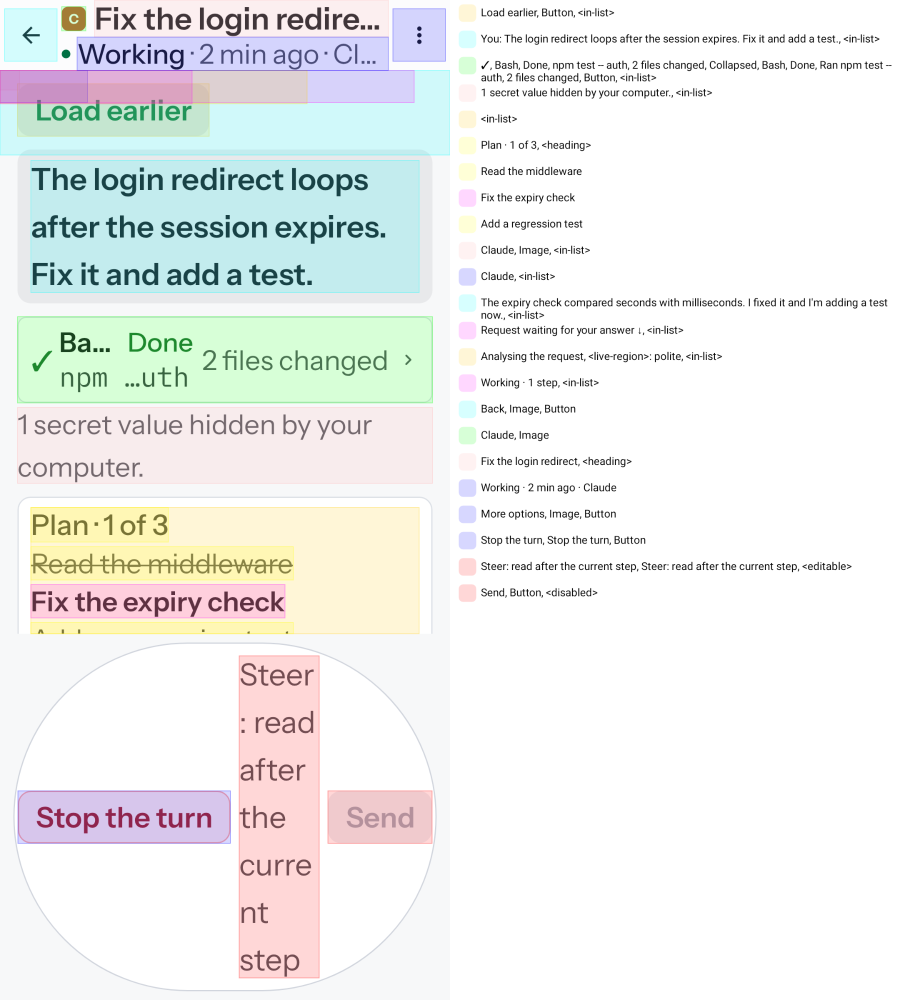 C Fix the login redire...
Working · 2 min ago · Cl...
Load earlier
The login redirect loops
after the session expires.
Fix it and add a test.
✓ Ba... Done
npm ...uth
2 files changed
1 secret value hidden by your
computer.
Plan · 1 of 3
Read the middleware
Fix the expiry check
Steer
: read
after
the
curre
nt
step
Stop the turn
Send
Load earlier, Button, <in-list>
You: The login redirect loops after the session expires. Fix it and add a test., <in-list>
✓, Bash, Done, npm test -- auth, 2 files changed, Collapsed, Bash, Done, Ran npm test --
auth, 2 files changed, Button, <in-list>
1 secret value hidden by your computer., <in-list>
<in-list>
Plan · 1 of 3, <heading>
Read the middleware
Fix the expiry check
Add a regression test
Claude, Image, <in-list>
Claude, <in-list>
The expiry check compared seconds with milliseconds. I fixed it and I'm adding a test
now., <in-list>
Request waiting for your answer ↓, <in-list>
Analysing the request, <live-region>: polite, <in-list>
Working · 1 step, <in-list>
Back, Image, Button
Claude, Image
Fix the login redirect, <heading>
Working · 2 min ago · Claude
More options, Image, Button
Stop the turn, Stop the turn, Button
Steer: read after the current step, Steer: read after the current step, <editable>
Send, Button, <disabled>